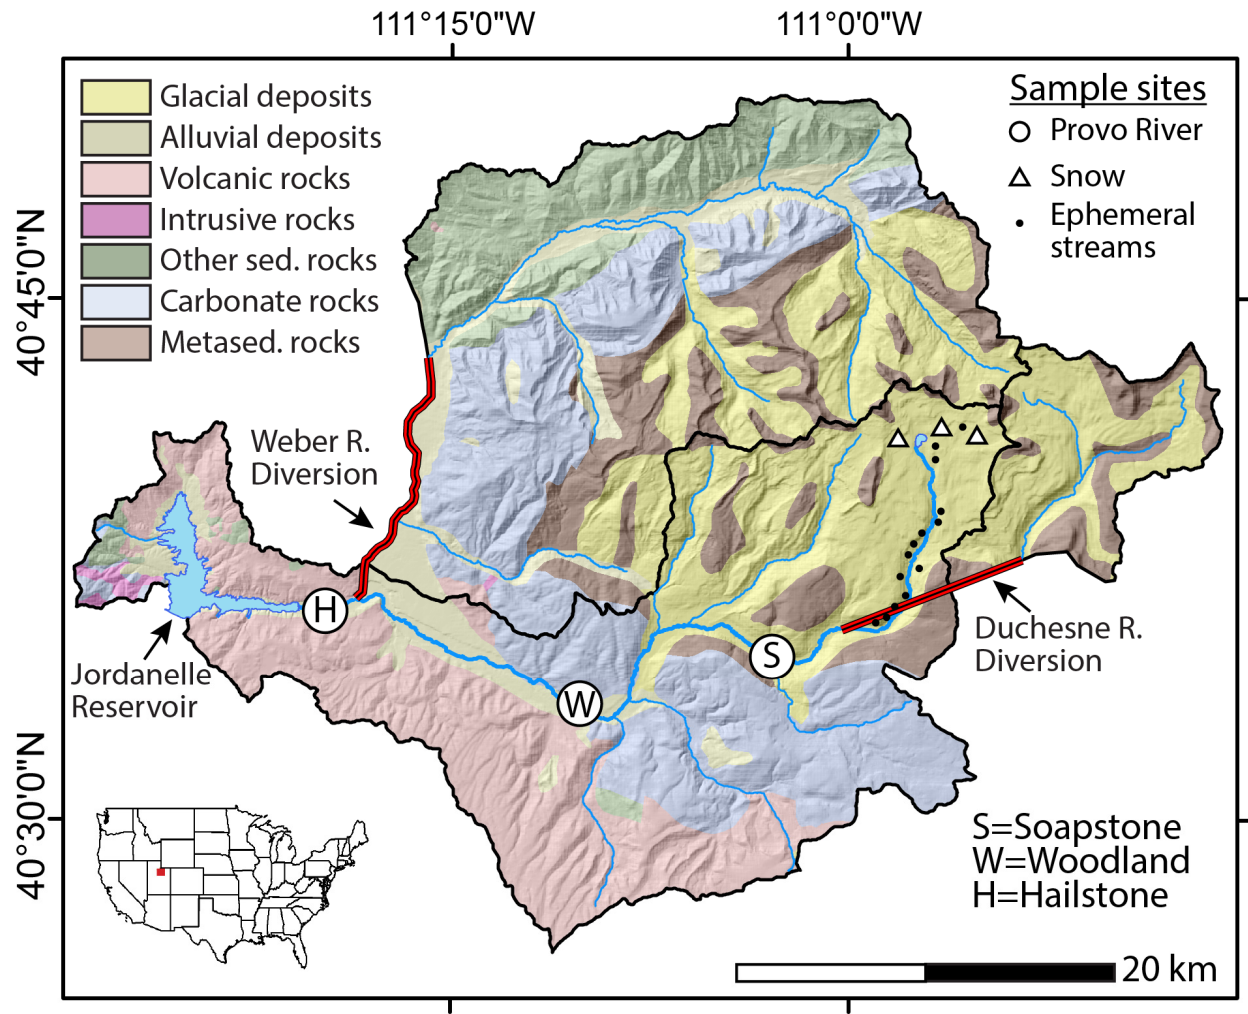 111°15'0"W
111°0'0"W
Glacial deposits
Alluvial deposits
Volcanic rocks
Intrusive rocks
Other sed. rocks
Carbonate rocks
Metased. rocks
Sample sites
Provo River
Snow
Ephemeral
streams
40°45'0"N
40°30'0"N
Weber R.
Diversion
H
S
W
Duchesne R.
Diversion
Jordanelle
Reservoir
S=Soapstone
W=Woodland
H=Hailstone
20 km